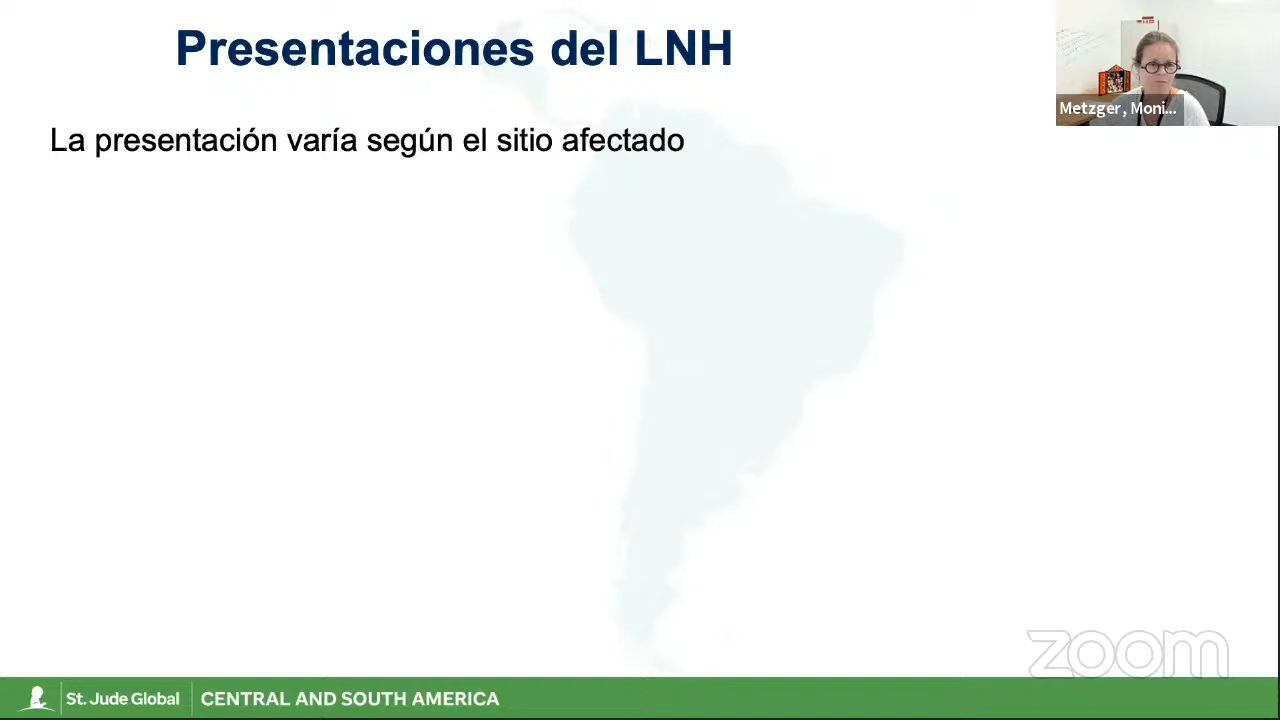 Presentaciones del LNH
Metzger, Moni...
La presentación varía según el sitio afectado
zoom
St. Jude Global
CENTRAL AND SOUTH AMERICA